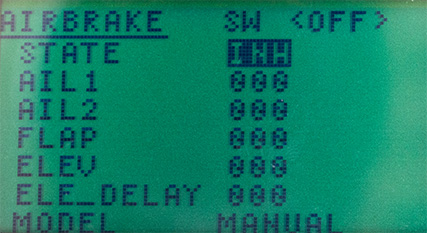 AIRBRAKE SW <OFF>
STATE INH
AIL1 000
AIL2 000
FLAP 000
ELEV 000
ELE_DELAY 000
MODEL MANUAL